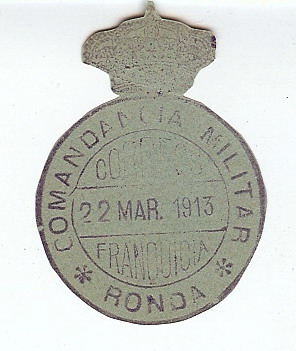 COMANDANCIA MILITAR
CORREOS
22 MAR. 1913
FRANQUICIA
* RONDA *